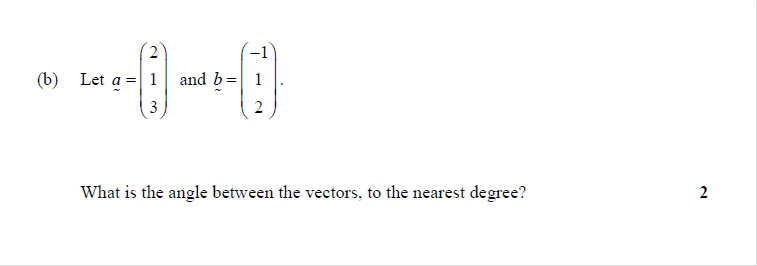 (b) Let a = (2 1 3) and b = (−1 1 2).
What is the angle between the vectors, to the nearest degree? 2